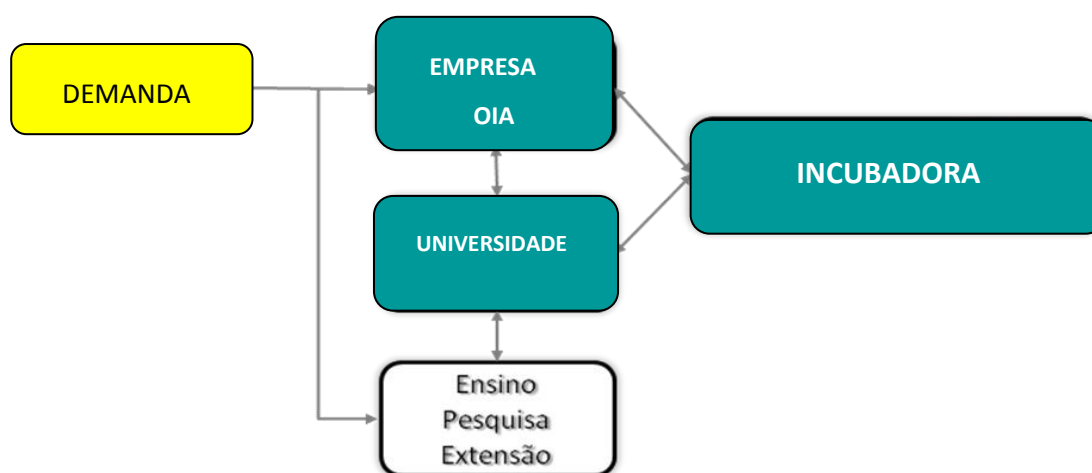 DEMANDA
EMPRESA
OIA
UNIVERSIDADE
INCUBADORA
Ensino
Pesquisa
Extensão